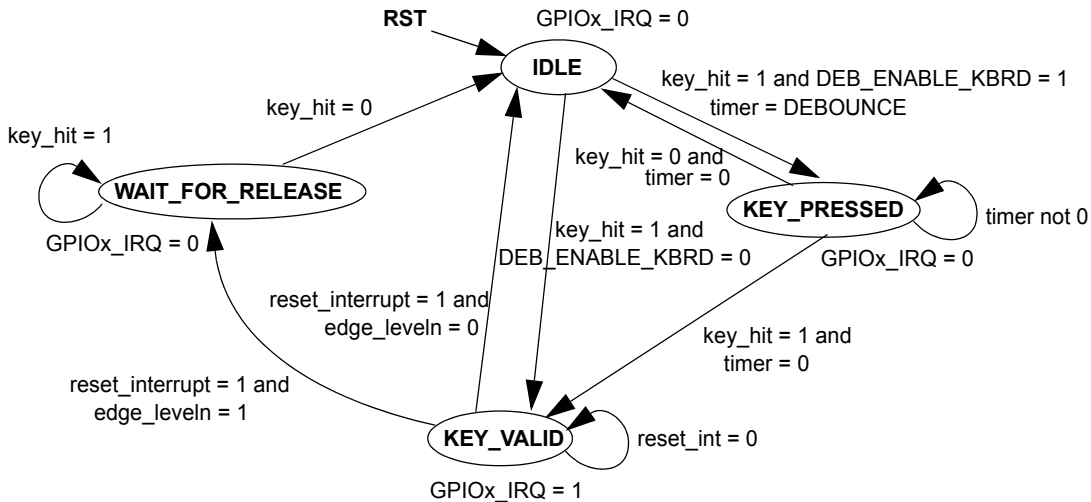 RST
GPIOx_IRQ = 0
IDLE
key_hit = 1 and DEB_ENABLE_KBRD = 1
timer = DEBOUNCE
key_hit = 0
key_hit = 1
key_hit = 0 and
timer = 0
WAIT_FOR_RELEASE
KEY_PRESSED
timer not 0
GPIOx_IRQ = 0
key_hit = 1 and
DEB_ENABLE_KBRD = 0
GPIOx_IRQ = 0
reset_interrupt = 1 and
edge_leveln = 0
key_hit = 1 and
timer = 0
reset_interrupt = 1 and
edge_leveln = 1
KEY_VALID
reset_int = 0
GPIOx_IRQ = 1